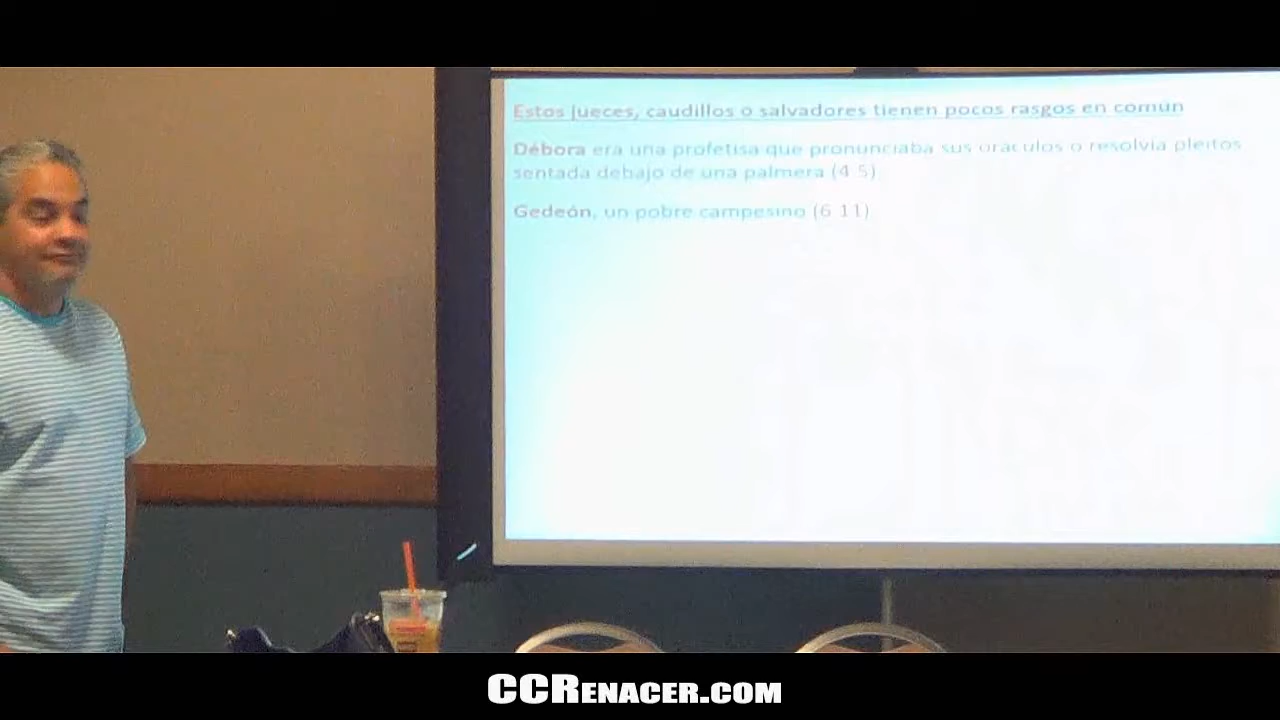 Estos jueces, caudillos o salvadores tienen pocos rasgos en común
Débora era una profetisa que pronunciaba sus oráculos o resolvía pleitos
sentada debajo de una palmera (4 5)
Gedeón, un pobre campesino (6 11)
CCRENACER.COM